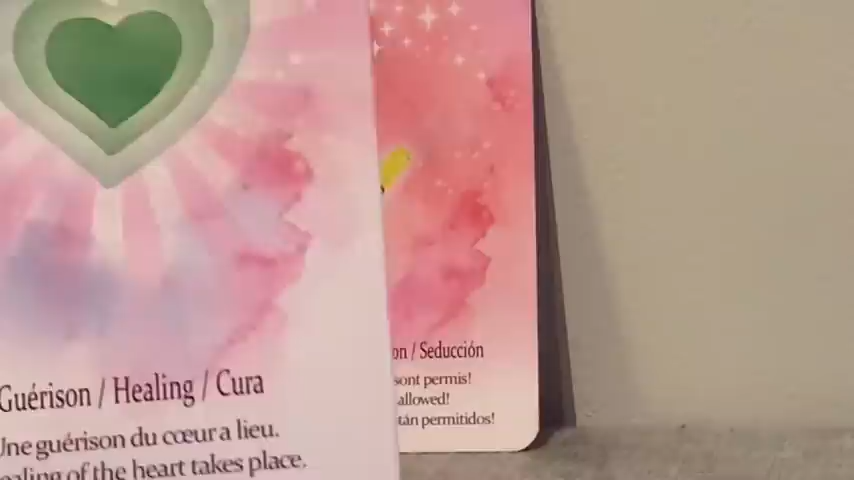 Guérison / Healing / Cura
Une guérison du cœur a lieu.
ealing of the heart takes place.
on / Seducción
sont permis!
allowed!
tán permitidos!